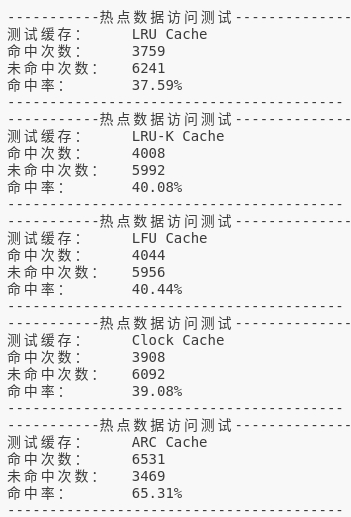 -----------热点数据访问测试--------------
测试缓存：     LRU Cache
命中次数：     3759
未命中次数：   6241
命中率：       37.59%
----------------------------------------
-----------热点数据访问测试--------------
测试缓存：     LRU-K Cache
命中次数：     4008
未命中次数：   5992
命中率：       40.08%
----------------------------------------
-----------热点数据访问测试--------------
测试缓存：     LFU Cache
命中次数：     4044
未命中次数：   5956
命中率：       40.44%
----------------------------------------
-----------热点数据访问测试--------------
测试缓存：     Clock Cache
命中次数：     3908
未命中次数：   6092
命中率：       39.08%
----------------------------------------
-----------热点数据访问测试--------------
测试缓存：     ARC Cache
命中次数：     6531
未命中次数：   3469
命中率：       65.31%
----------------------------------------